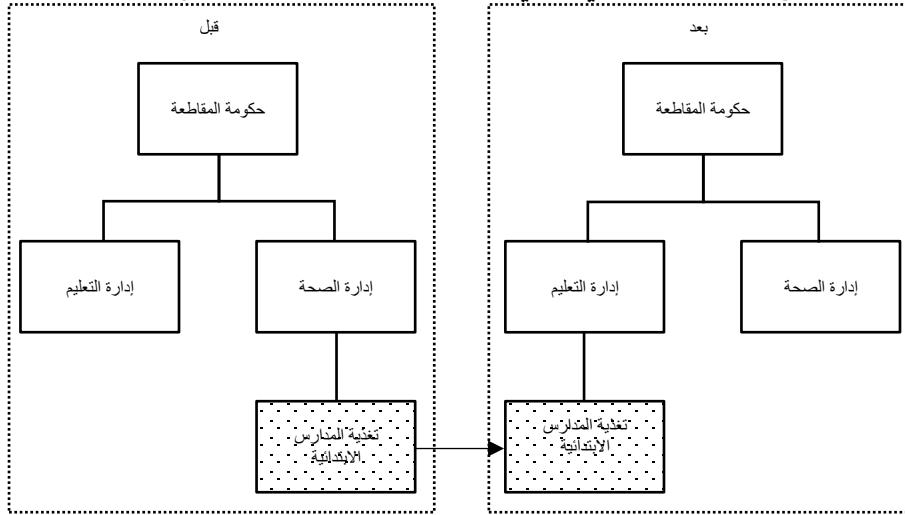 قبل
حكومة المقاطعة
إدارة التعليم
إدارة الصحة
تغذية المدارس
الابتدائية
بعد
حكومة المقاطعة
إدارة التعليم
إدارة الصحة
تغذية المدارس
الابتدائية